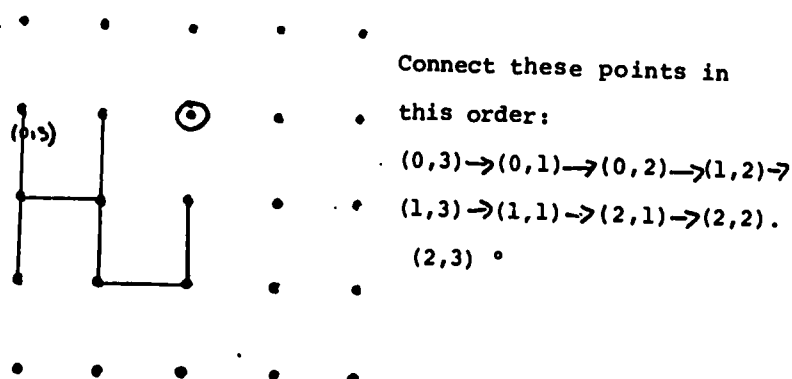 Connect these points in
this order:
(0,3)→(0,1)→(0,2)→(1,2)→
(1,3)→(1,1)→(2,1)→(2,2).
(2,3) °
(0,3)